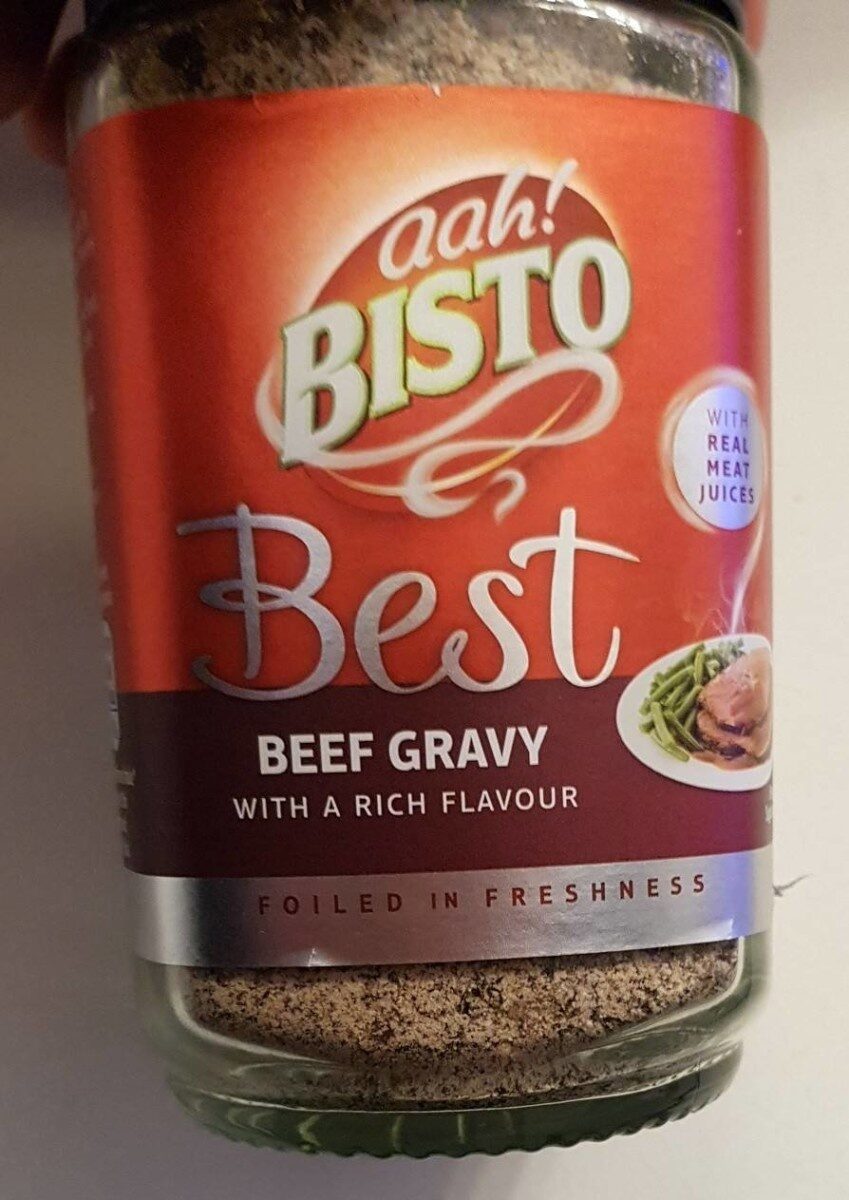 aah!
BISTO
WITH
REAL
MEAT
JUICES
Best
BEEF GRAVY
WITH A RICH FLAVOUR
FOILED IN FRESHNESS